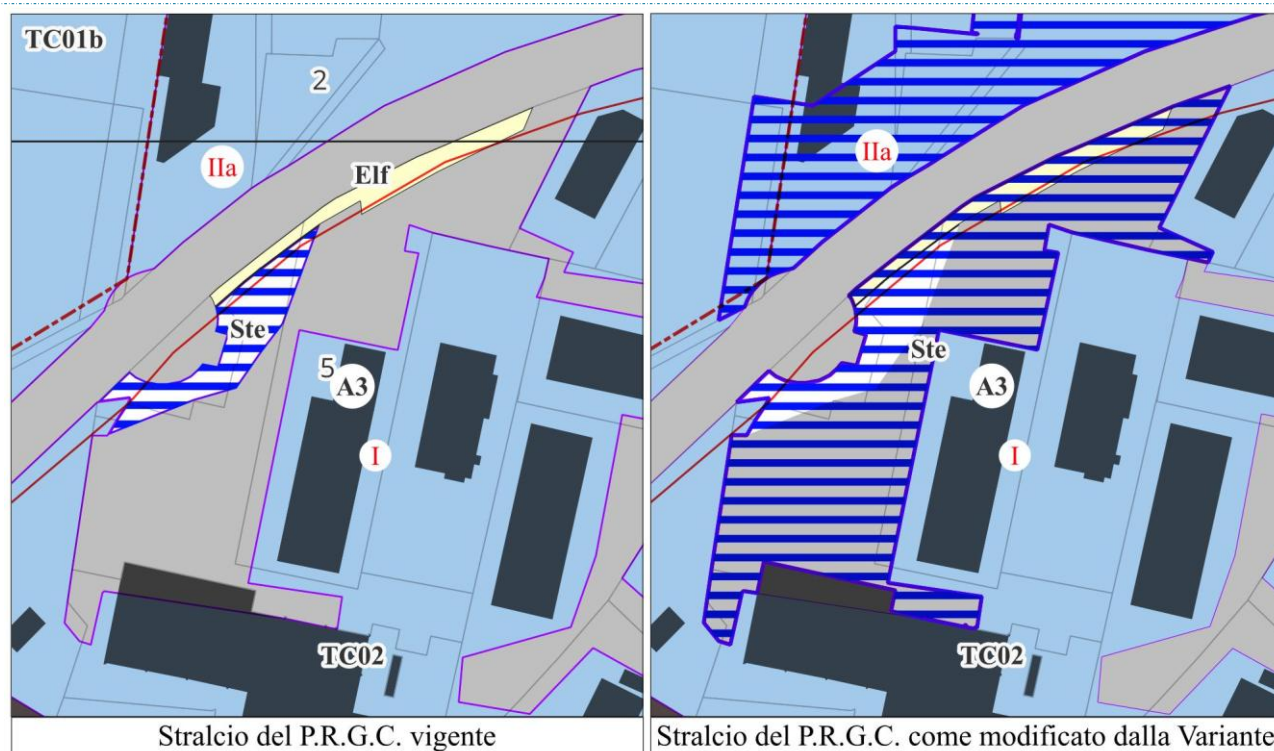 TC01b
2
IIa
Elf
Ste
5
A3
I
TC02
Stralcio del P.R.G.C. vigente
IIa
Ste
A3
I
TC02
Stralcio del P.R.G.C. come modificato dalla Variante